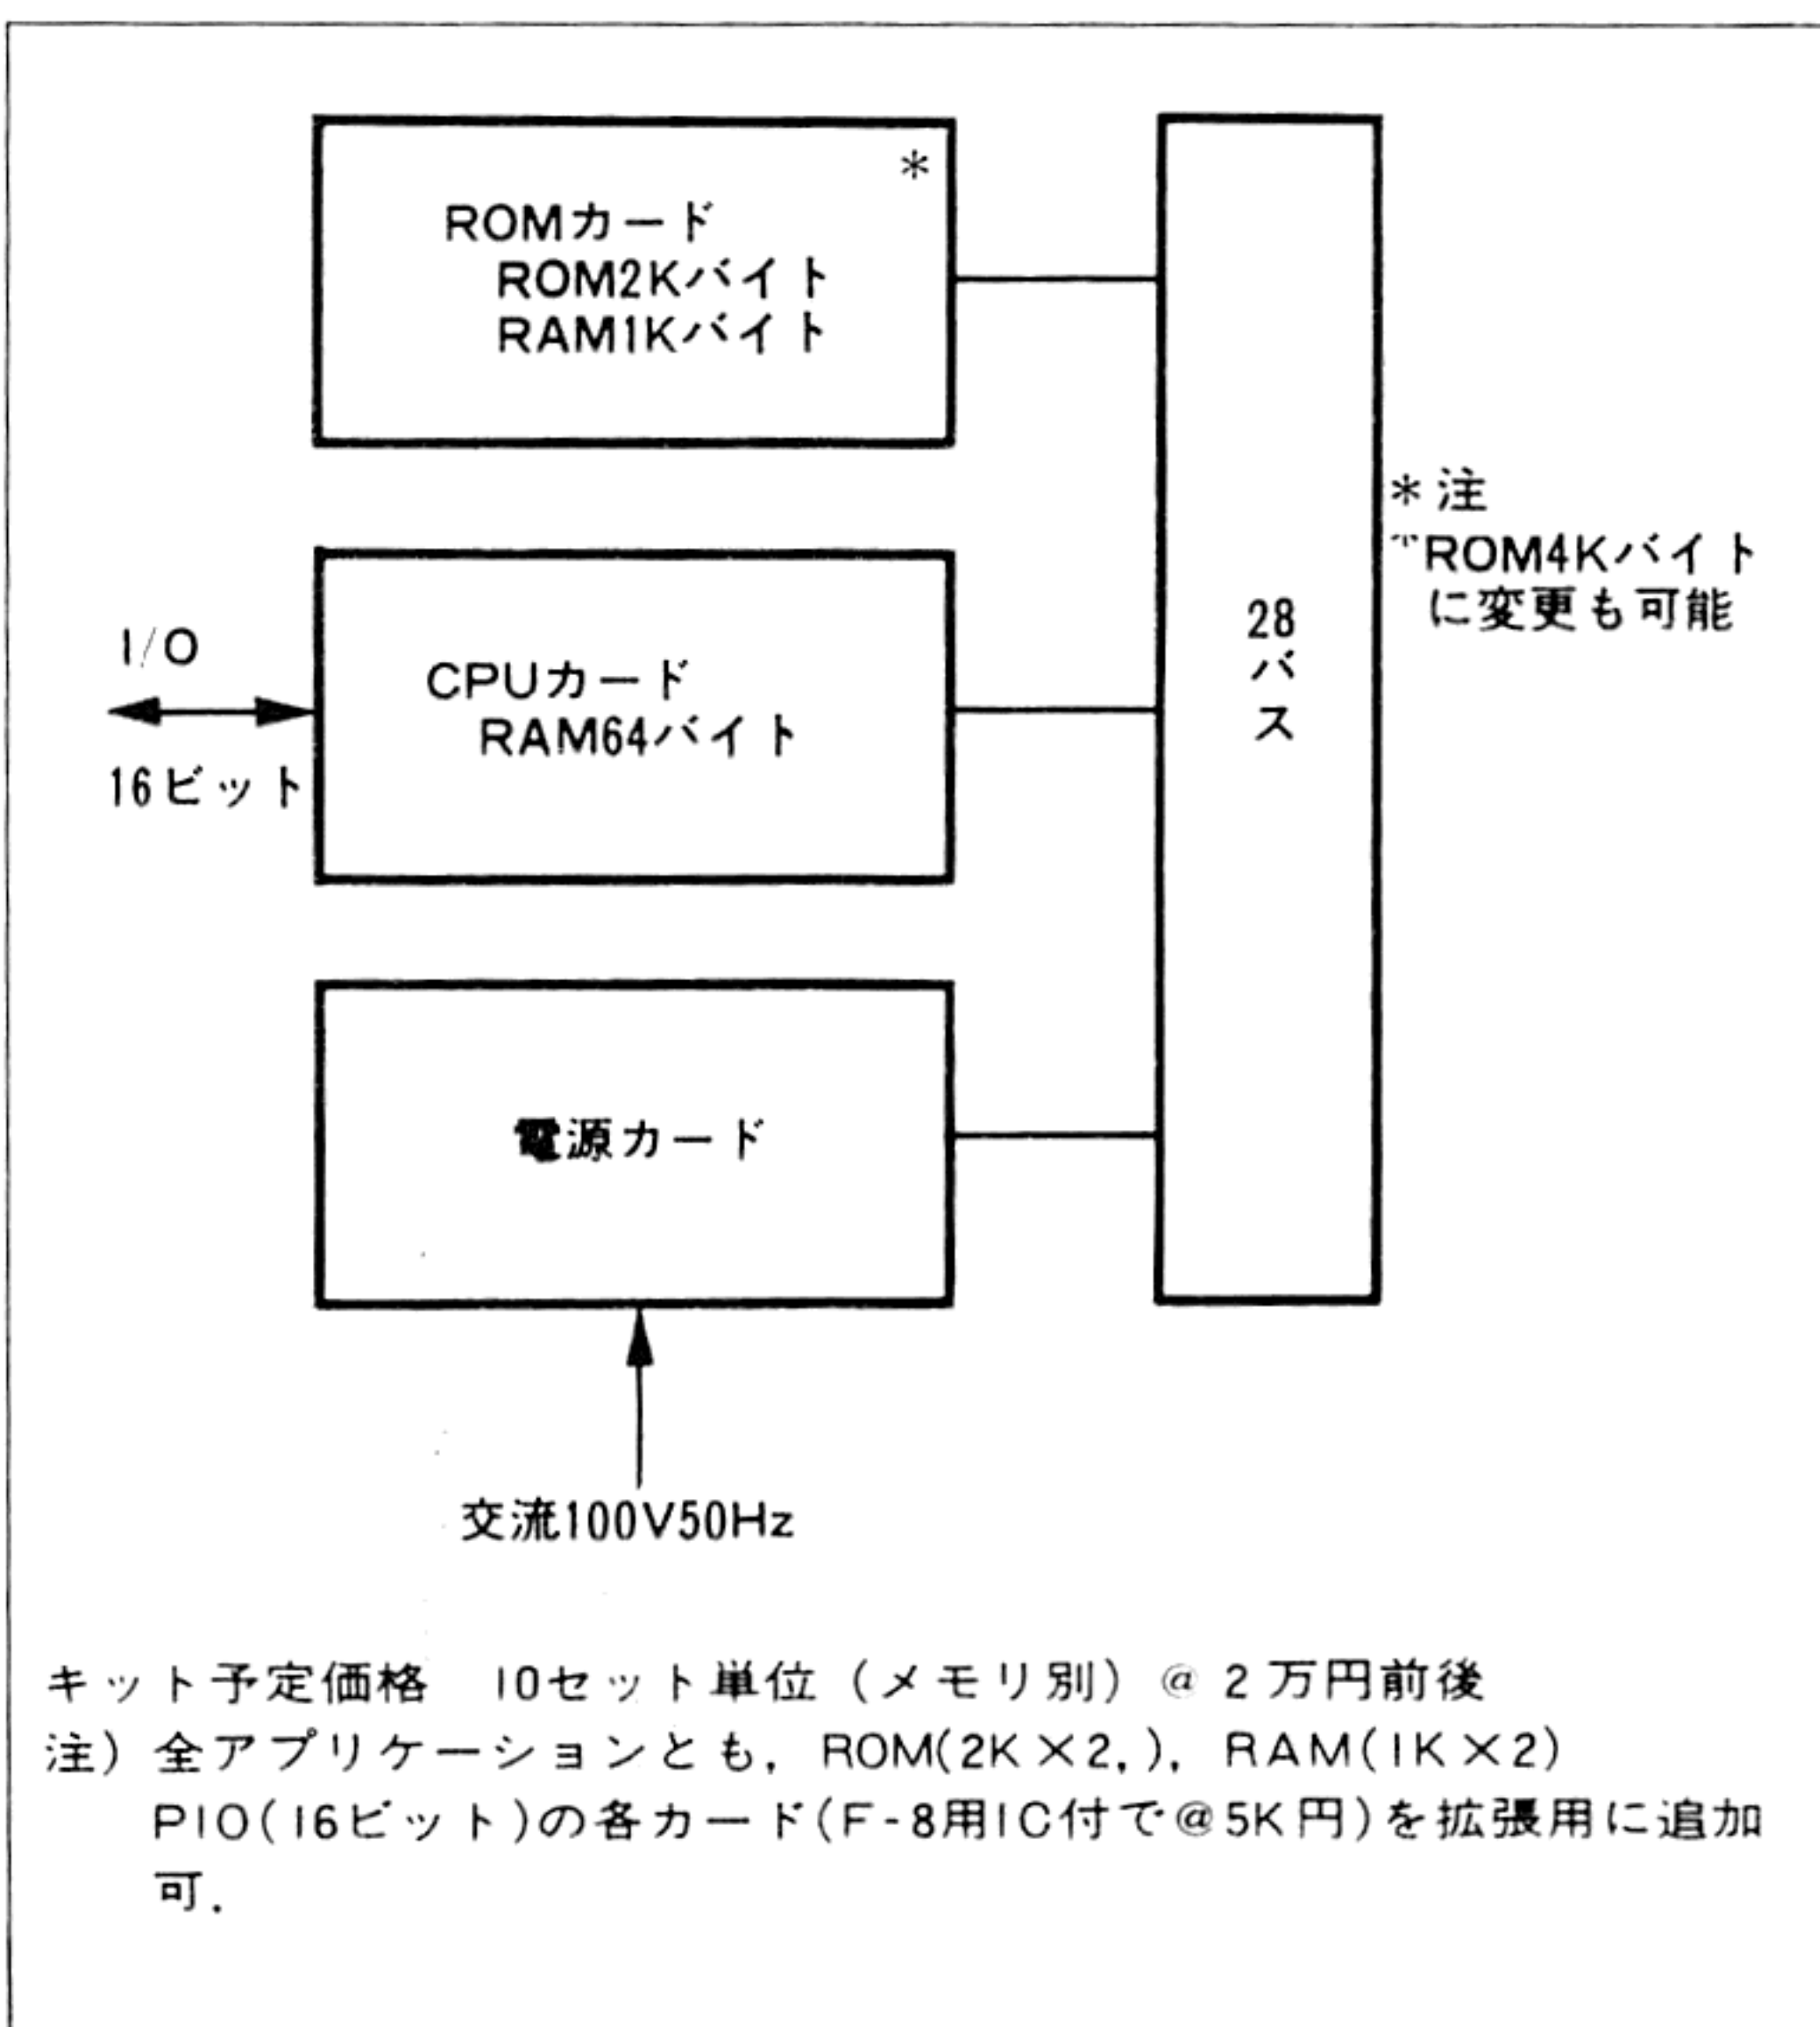 *
ROMカード
ROM2Kバイト
RAM1Kバイト
I/O
16ビット
CPUカード
RAM64バイト
28バス
*注
ROM4Kバイト
に変更も可能
電源カード
交流100V50Hz
キット予定価格 10セット単位(メモリ別)@2万円前後
注)全アプリケーションとも,ROM(2K×2,),RAM(1K×2)
PIO(16ビット)の各カード(F-8用IC付で@5K円)を拡張用に追加
可.